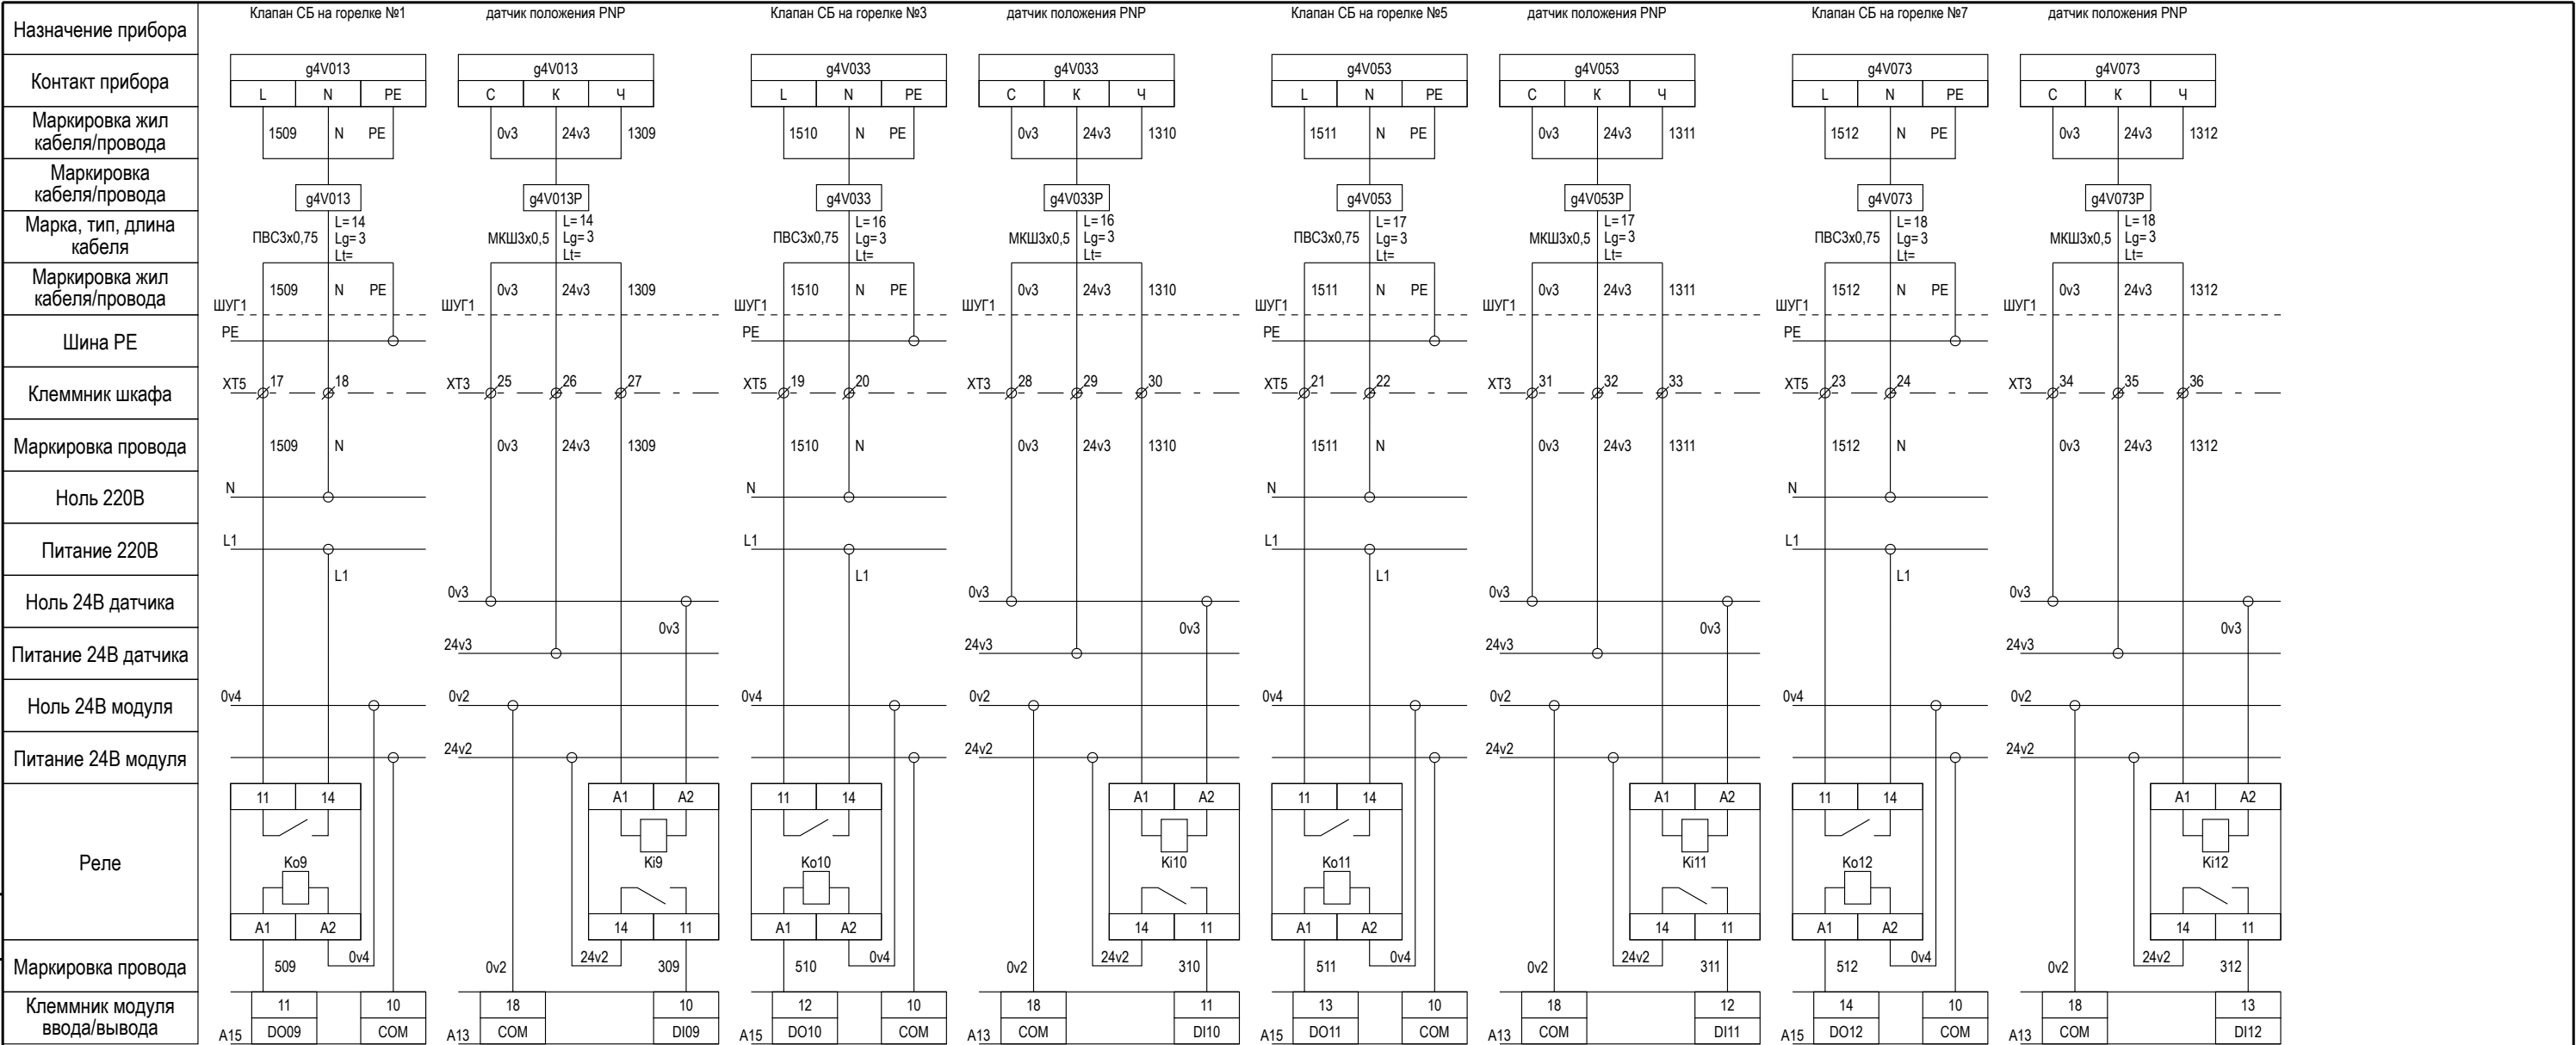 Назначение прибора
Клапан СБ на горелке №1
датчик положения PNP
Клапан СБ на горелке №3
датчик положения PNP
Клапан СБ на горелке №5
датчик положения PNP
Клапан СБ на горелке №7
датчик положения PNP
Контакт прибора
g4V013 g4V013 g4V033 g4V033 g4V053 g4V053 g4V073 g4V073
L N PE С К Ч L N PE С К Ч L N PE С К Ч L N PE С К Ч
Маркировка жил
кабеля/провода
1509 N PE 0v3 24v3 1309 1510 N PE 0v3 24v3 1310 1511 N PE 0v3 24v3 1311 1512 N PE 0v3 24v3 1312
Маркировка
кабеля/провода
g4V013 g4V013P g4V033 g4V033P g4V053 g4V053P g4V073 g4V073P
Марка, тип, длина
кабеля
ПВС3х0,75 L= 14 Lg= 3 Lt=
МКШ3х0,5 L= 14 Lg= 3 Lt=
ПВС3х0,75 L= 16 Lg= 3 Lt=
МКШ3х0,5 L= 16 Lg= 3 Lt=
ПВС3х0,75 L= 17 Lg= 3 Lt=
МКШ3х0,5 L= 17 Lg= 3 Lt=
ПВС3х0,75 L= 18 Lg= 3 Lt=
МКШ3х0,5 L= 18 Lg= 3 Lt=
Маркировка жил
кабеля/провода
1509 N PE 0v3 24v3 1309 1510 N PE 0v3 24v3 1310 1511 N PE 0v3 24v3 1311 1512 N PE 0v3 24v3 1312
ШУГ1 ШУГ1 ШУГ1 ШУГ1 ШУГ1 ШУГ1 ШУГ1 ШУГ1
Шина PE
PE PE PE PE
Клеммник шкафа
XT5 17 18 XT3 25 26 27 XT5 19 20 XT3 28 29 30 XT5 21 22 XT3 31 32 33 XT5 23 24 XT3 34 35 36
Маркировка провода
1509 N 0v3 24v3 1309 1510 N 0v3 24v3 1310 1511 N 0v3 24v3 1311 1512 N 0v3 24v3 1312
Ноль 220В
N N N N
Питание 220В
L1 L1 L1 L1
L1 L1 L1 L1
Ноль 24В датчика
0v3 0v3 0v3 0v3
0v3 0v3 0v3 0v3
Питание 24В датчика
24v3 24v3 24v3 24v3
Ноль 24В модуля
0v4 0v2 0v4 0v2 0v4 0v2 0v4 0v2
Питание 24В модуля
24v2 24v2 24v2 24v2
Реле
11 14 A1 A2 11 14 A1 A2 11 14 A1 A2 11 14 A1 A2
Ko9 Ki9 Ko10 Ki10 Ko11 Ki11 Ko12 Ki12
A1 A2 14 11 A1 A2 14 11 A1 A2 14 11 A1 A2 14 11
Маркировка провода
509 0v4 0v2 24v2 309 510 0v4 0v2 24v2 310 511 0v4 0v2 24v2 311 512 0v4 0v2 24v2 312
Клеммник модуля
ввода/вывода
11 10 18 10 12 10 18 11 13 10 18 12 14 10 18 13
A15 DO09 COM A13 COM DI09 A15 DO10 COM A13 COM DI10 A15 DO11 COM A13 COM DI11 A15 DO12 COM A13 COM DI12